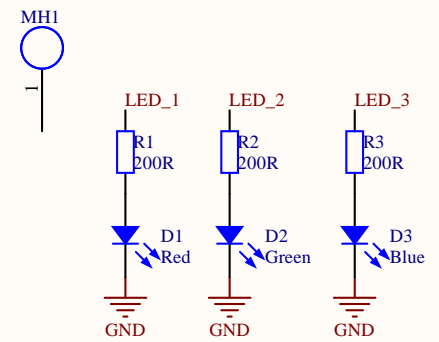 MH1
1
LED_1
LED_2
LED_3
R1
200R
R2
200R
R3
200R
D1
Red
D2
Green
D3
Blue
GND
GND
GND